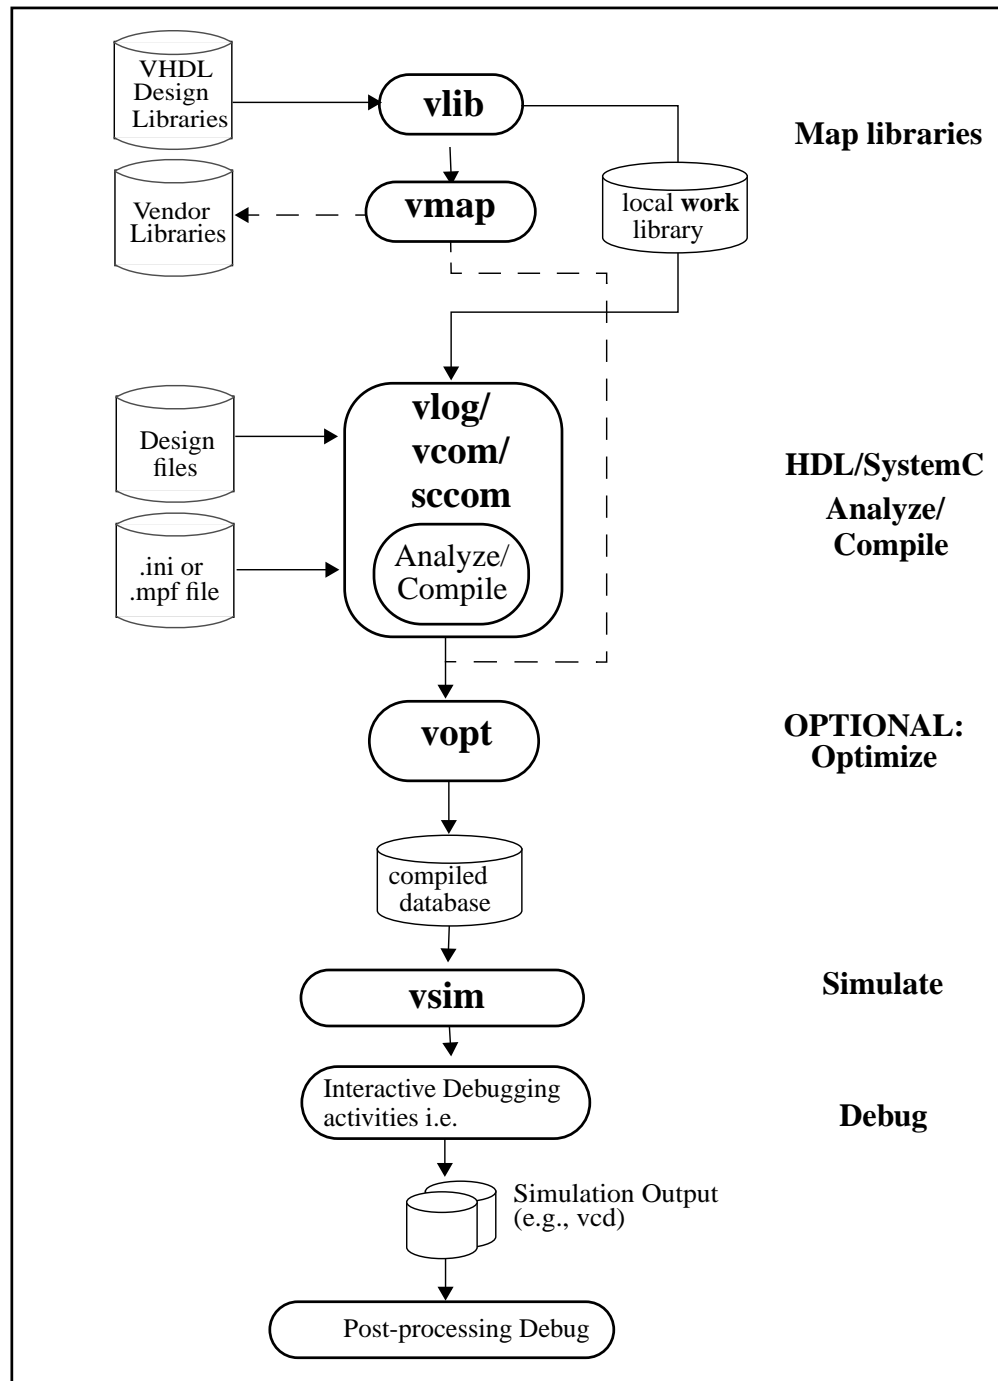 VHDL
Design
Libraries
vlib
Map libraries
Vendor
Libraries
vmap
local work
library
Design
files
vlog/
vcom/
sccom
HDL/SystemC
Analyze/
Compile
.ini or
.mpf file
Analyze/
Compile
vopt
OPTIONAL:
Optimize
compiled
database
vsim
Simulate
Interactive Debugging
activities i.e.
Debug
Simulation Output
(e.g., vcd)
Post-processing Debug